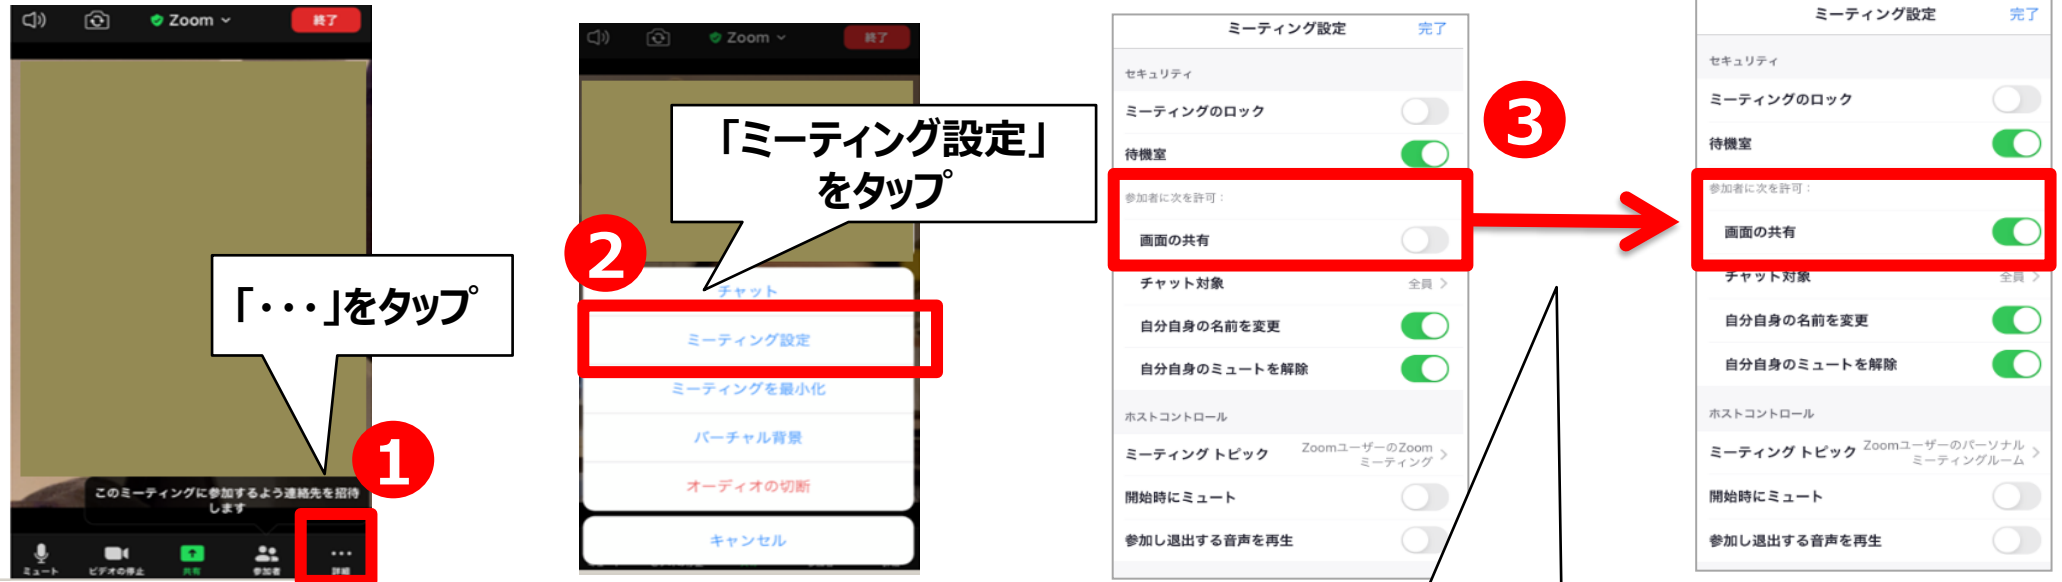 Zoom
終了
「・・・」をタップ
1
このミーティングに参加するよう連絡先を招待
します
ミュート
ビデオの停止
共有
参加者
詳細
Zoom
終了
「ミーティング設定」
をタップ
2
チャット
ミーティング設定
ミーティングを最小化
バーチャル背景
オーディオの切断
キャンセル
ミーティング設定
完了
セキュリティ
ミーティングのロック
待機室
参加者に次を許可：
画面の共有
チャット対象
全員
自分自身の名前を変更
自分自身のミュートを解除
ホストコントロール
ミーティング トピック
ZoomユーザーのZoom
ミーティング
開始時にミュート
参加し退出する音声を再生
3
ミーティング設定
完了
セキュリティ
ミーティングのロック
待機室
参加者に次を許可：
画面の共有
チャット対象
全員
自分自身の名前を変更
自分自身のミュートを解除
ホストコントロール
ミーティング トピック
Zoomユーザーのパーソナル
ミーティングルーム
開始時にミュート
参加し退出する音声を再生